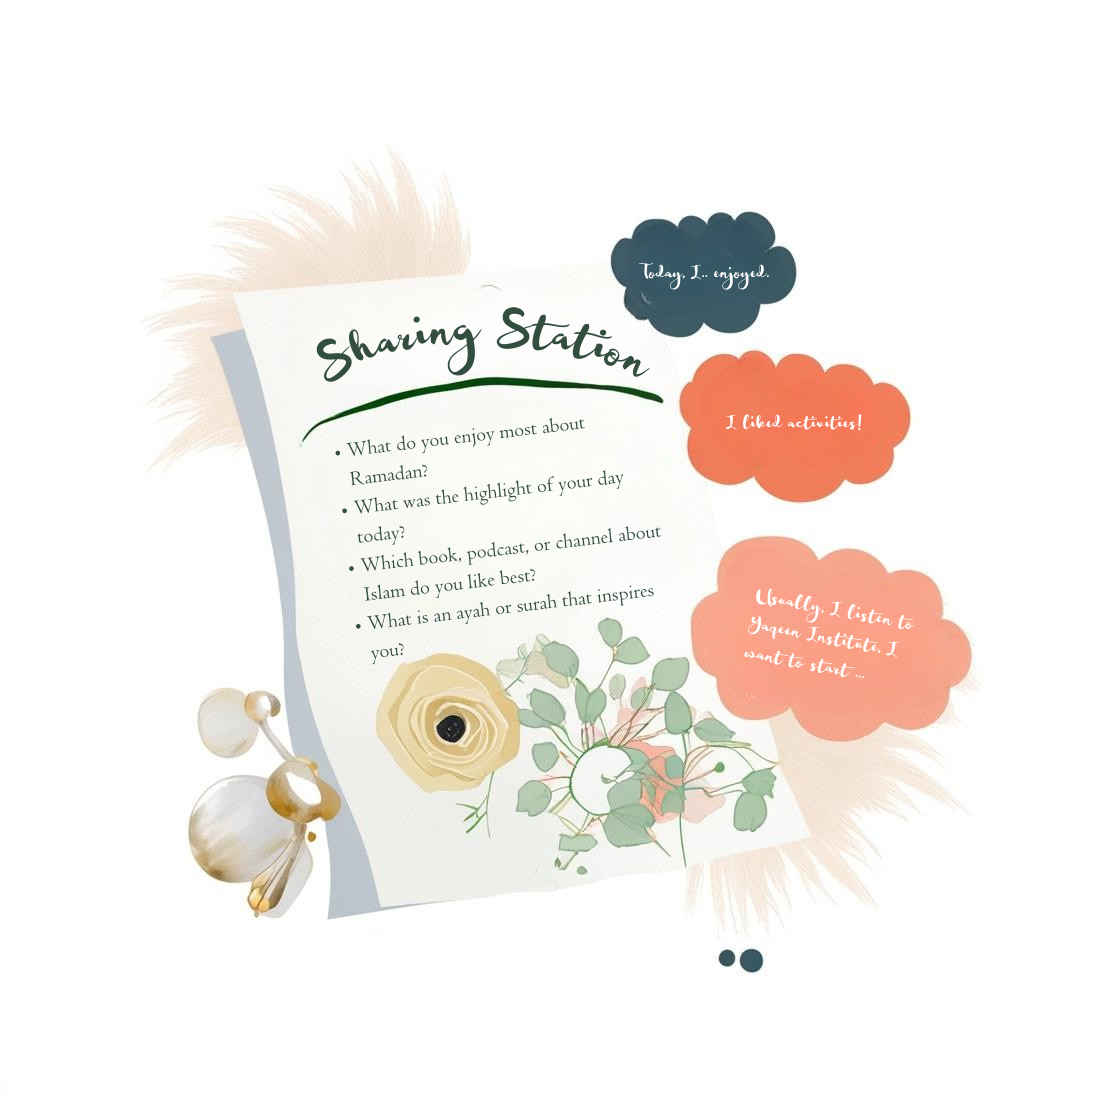 Sharing Station
• What do you enjoy most about
Ramadan?
• What was the highlight of your day
today?
• Which book, podcast, or channel about
Islam do you like best?
• What is an ayah or surah that inspires
you?
Today, I.. enjoyed.
I liked activities!
Usually, I listen to
Yaqeen Institute, I
want to start ...